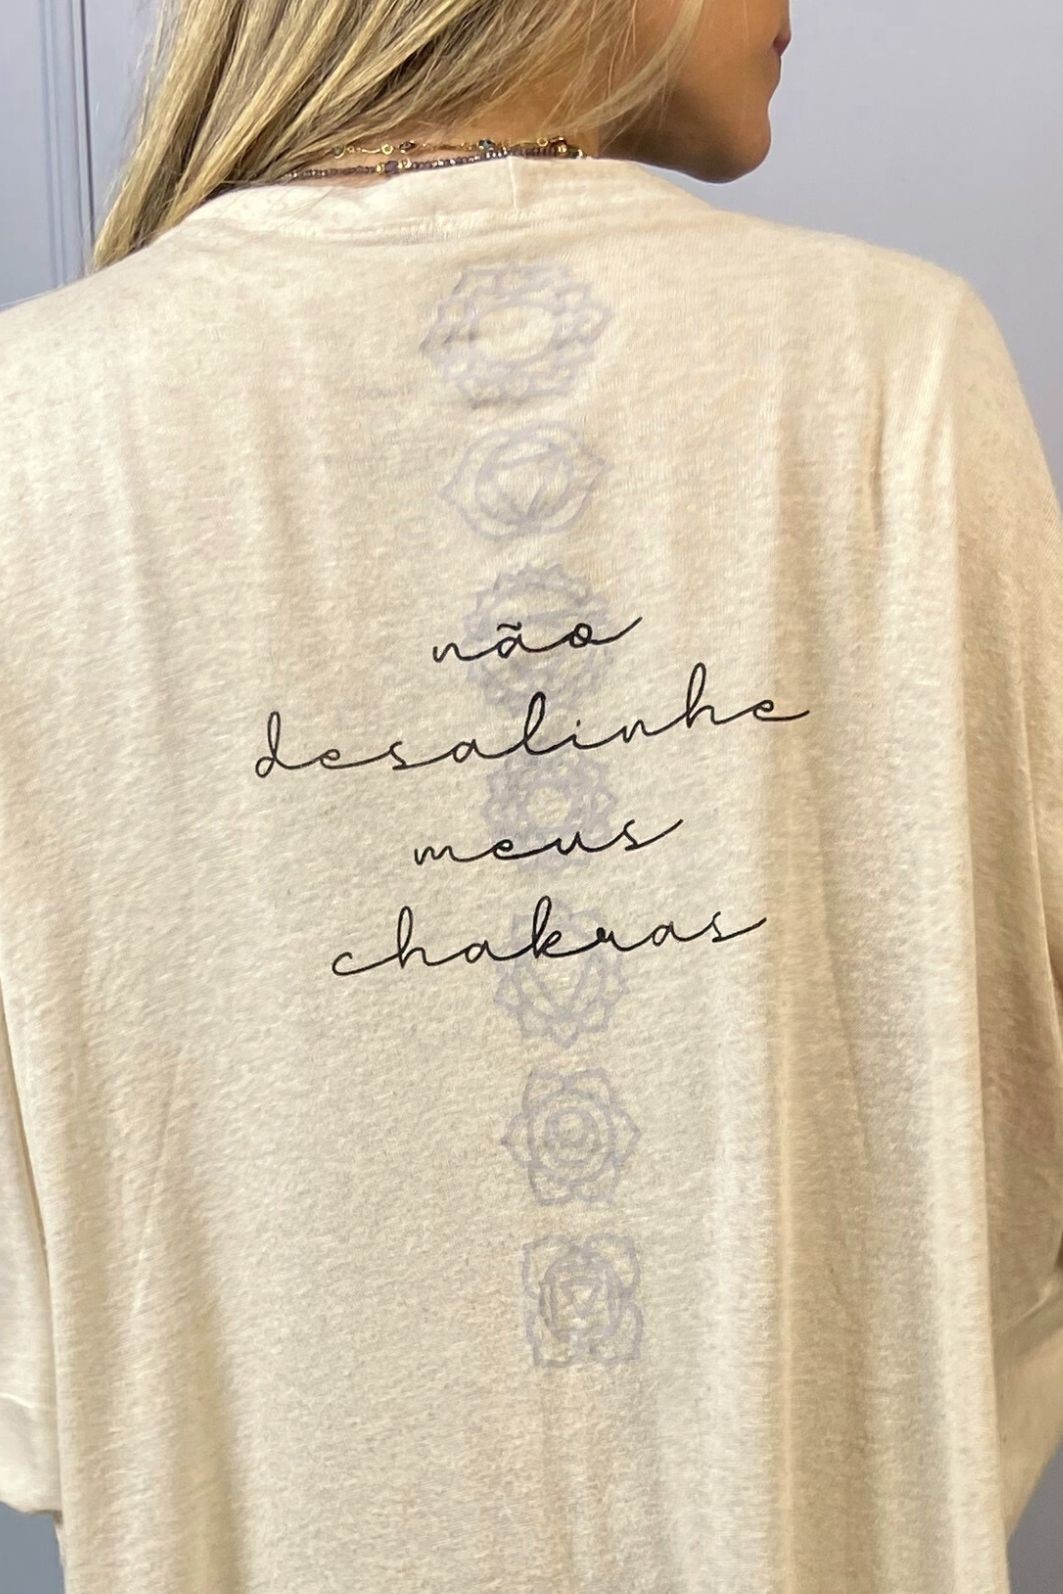 não
desalinhe
meus
chakras